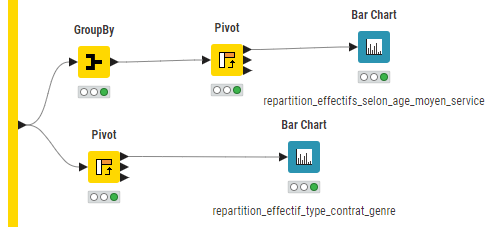 Bar Chart
GroupBy
Pivot
repartition_effectifs_selon_age_moyen_service
Pivot
Bar Chart
repartition_effectif_type_contrat_genre